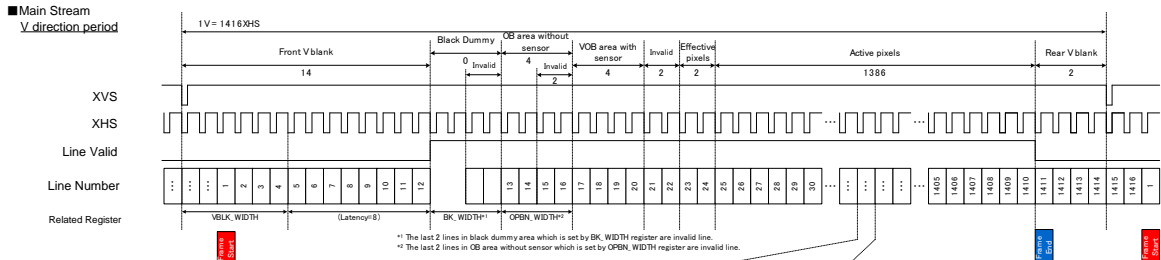 ■Main Stream
V direction period
1V= 1416XHS
Front V blank
14
Black Dummy
0
Invalid
OB area without
sensor
4
Invalid
2
VOB area with
sensor
4
Invalid
2
Effective
pixels
2
Active pixels
1386
Rear V blank
2
XVS
XHS
... ...
Line Valid
Line Number
... ... ... 1 2 3 4 5 6 7 8 9 10 11 12 13 14 15 16 17 18 19 20 21 22 23 24 25 26 27 28 29 30 ... ... ... ... ... ... 1405 1406 1407 1408 1409 1410 1411 1412 1413 1414 1415 1416 1
Related Register
VBLK_WIDTH
(Latency=8)
BK_WIDTH*1
OPBN_WIDTH*2
*1 The last 2 lines in black dummy area which is set by BK_WIDTH register are invalid line.
*2 The last 2 lines in OB area without sensor which is set by OPBN_WIDTH register are invalid line.
Frame
Start
Frame
End
Frame
Start